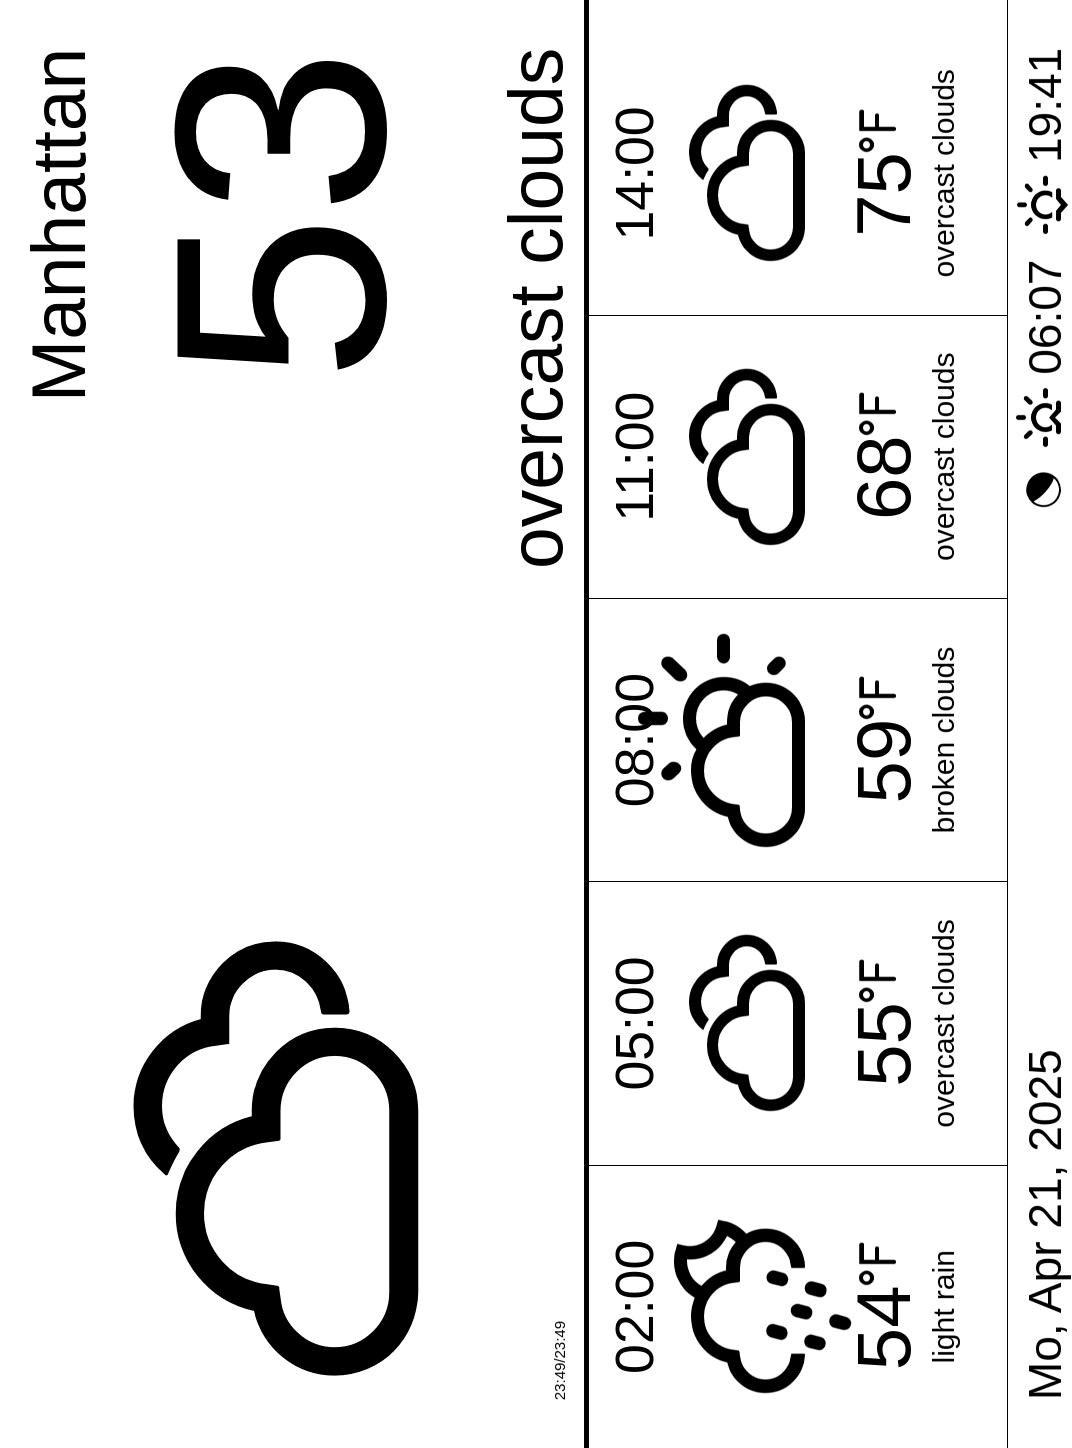 Manhattan
53
overcast clouds
23:49/23:49
02:00
54°F
light rain
05:00
55°F
overcast clouds
08:00
59°F
broken clouds
11:00
68°F
overcast clouds
14:00
75°F
overcast clouds
Mo, Apr 21, 2025
06:07
19:41